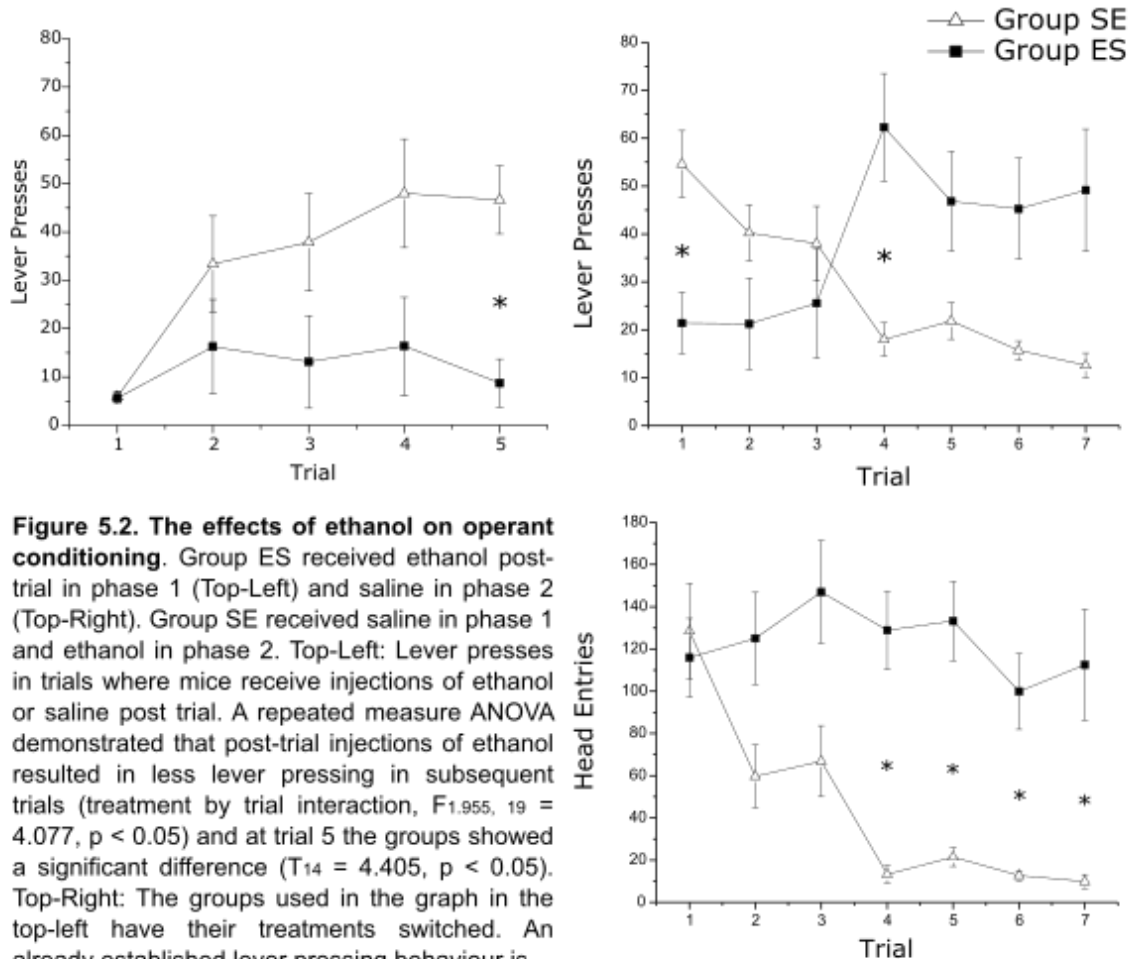 Group SE
Group ES
80
70
60
50
40
30
20
10
0
Lever Presses
*
1 2 3 4 5
Trial
80
70
60
50
40
30
20
10
0
Lever Presses
* *
1 2 3 4 5 6 7
Trial
Figure 5.2. The effects of ethanol on operant
conditioning. Group ES received ethanol post-
trial in phase 1 (Top-Left) and saline in phase 2
(Top-Right). Group SE received saline in phase 1
and ethanol in phase 2. Top-Left: Lever presses
in trials where mice receive injections of ethanol
or saline post trial. A repeated measure ANOVA
demonstrated that post-trial injections of ethanol
resulted in less lever pressing in subsequent
trials (treatment by trial interaction, F1.955, 19 =
4.077, p < 0.05) and at trial 5 the groups showed
a significant difference (T14 = 4.405, p < 0.05).
Top-Right: The groups used in the graph in the
top-left have their treatments switched. An
already established lever pressing behaviour is
180
160
140
120
100
80
60
40
20
0
Head Entries
* * * *
1 2 3 4 5 6 7
Trial